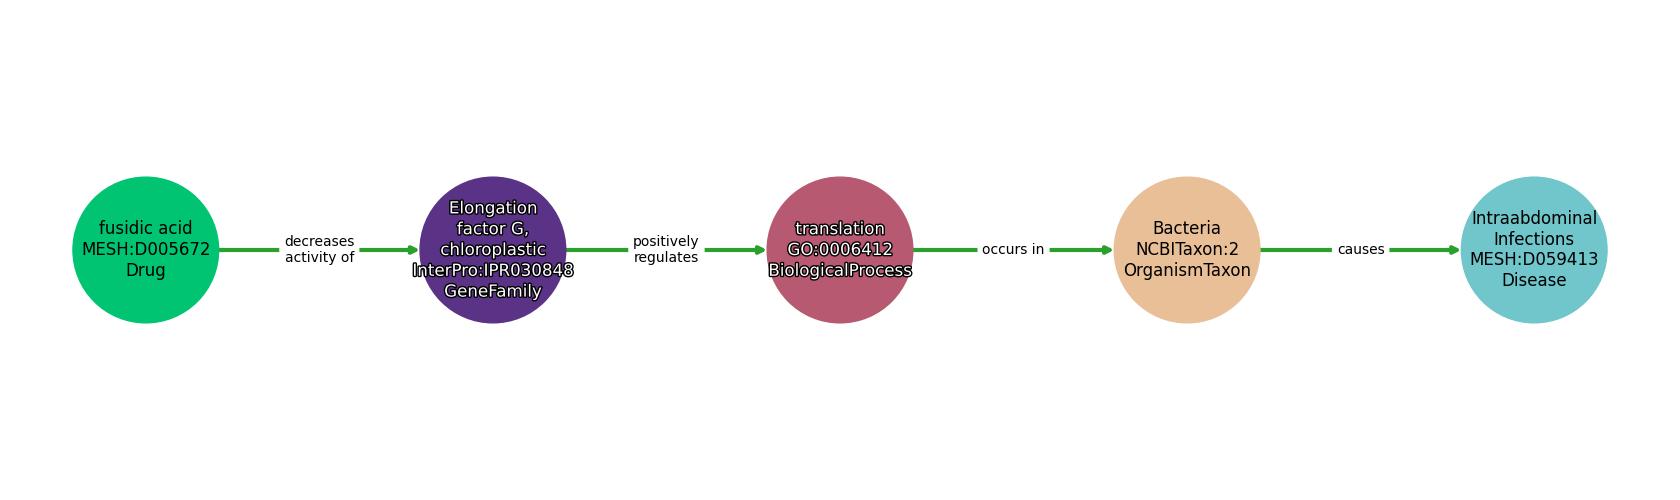 fusidic acid
MESH:D005672
Drug
decreases
activity of
Elongation
factor G,
chloroplastic
InterPro:IPR030848
GeneFamily
positively
regulates
translation
GO:0006412
BiologicalProcess
occurs in
Bacteria
NCBITaxon:2
OrganismTaxon
causes
Intraabdominal
Infections
MESH:D059413
Disease